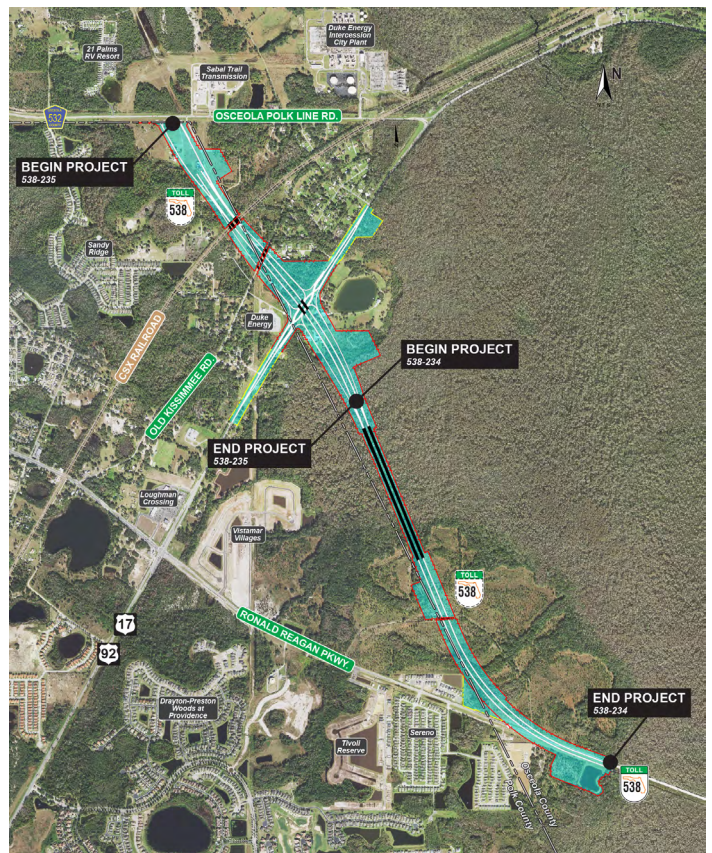 Duke Energy
Intercession
City Plant
21 Palms
RV Resort
Sabal Trail
Transmission
N
COUNTY
532
OSCEOLA POLK LINE RD.
BEGIN PROJECT
538-235
TOLL
538
Sandy
Ridge
CSX RAILROAD
Duke
Energy
OLD KISSIMMEE RD.
BEGIN PROJECT
538-234
END PROJECT
538-235
Loughman
Crossing
Vistamar
Villages
TOLL
538
17
92
RONALD REAGAN PKWY.
Drayton-Preston
Woods at
Providence
Tivoli
Reserve
Sereno
END PROJECT
538-234
Osceola County
Polk County
TOLL
538